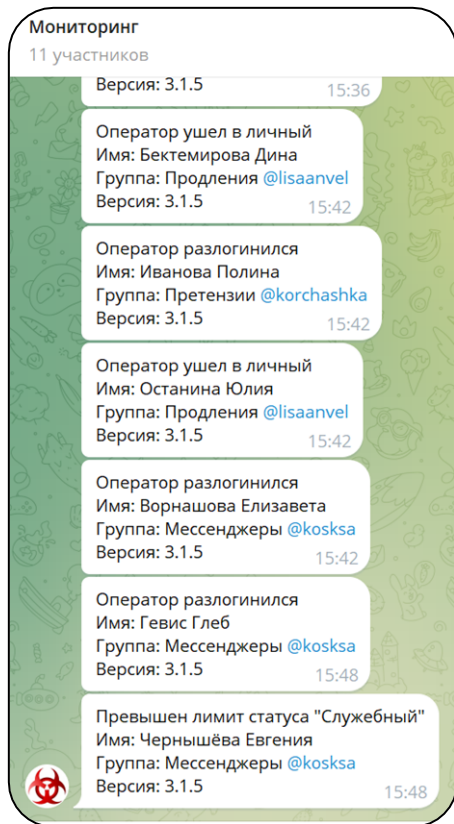 Мониторинг
11 участников
Версия: 3.1.5
15:36
Оператор ушел в личный
Имя: Бектемирова Дина
Группа: Продления @lisaanvel
Версия: 3.1.5
15:42
Оператор разлогинился
Имя: Иванова Полина
Группа: Претензии @korchashka
Версия: 3.1.5
15:42
Оператор ушел в личный
Имя: Останина Юлия
Группа: Продления @lisaanvel
Версия: 3.1.5
15:42
Оператор разлогинился
Имя: Ворнашова Елизавета
Группа: Мессенджеры @kosksa
Версия: 3.1.5
15:42
Оператор разлогинился
Имя: Гевис Глеб
Группа: Мессенджеры @kosksa
Версия: 3.1.5
15:48
Превышен лимит статуса "Служебный"
Имя: Чернышёва Евгения
Группа: Мессенджеры @kosksa
Версия: 3.1.5
15:48